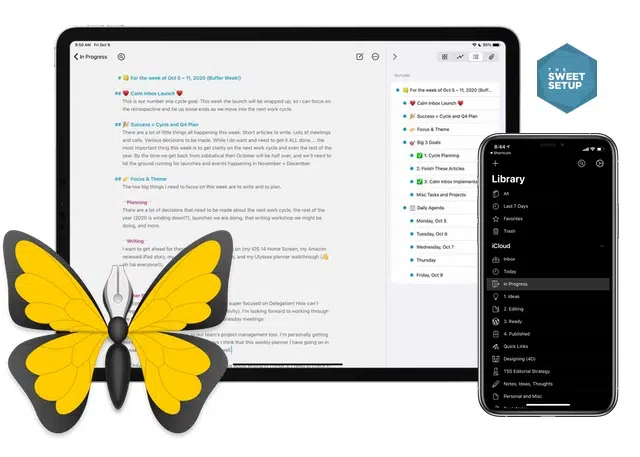 9:50 AM Fri Oct 9
95%
In Progress
# For the week of Oct 5 – 11, 2020 (Buffer Week!)
## Calm Inbox Launch
This is our number one cycle goal. This week the launch will be wrapped up, so I can focus on
the retrospective and tie up loose ends as we move into the next work cycle.
## Success = Cycle and Q4 Plan
There are a lot of little things all happening this week. Short articles to write. Lots of meetings
and calls. Various decisions to be made. While I do want and need to get it ALL done... the
most important thing this week is to get clarity on the next work cycle and even the rest of the
year. By the time we get back from sabbatical then October will be half over, and we'll need to
hit the ground running for launches and events happening in November + December.
## Focus & Theme
The two big things I need to focus on this week are to write and to plan.
Planning
There are a lot of decisions that need to be made about the next work cycle, the rest of the
year (2020 is winding down!?), launches we are doing, that writing workshop we might be
doing, and more.
Writing
I want to get ahead for
(my iOS 14 Home Screen, my Amazon
renewed iPad story, my
, and my Ulysses planner walkthrough
super focused on Delegation! How can I
I'm looking forward to working through
meetings
to our team's project management tool. I'm personally getting
I think that this weekly planner I have going on in
OUTLINE
For the week of Oct 5 – 11, 2020 (Buff...
Calm Inbox Launch
Success = Cycle and Q4 Plan
Focus & Theme
Big 3 Goals
1: Cycle Planning
2: Finish These Articles
3: Calm Inbox Implementa
Misc Tasks and Projects
Daily Agenda
Monday, Oct 5
Tuesday, Oct 6
Wednesday, Oct 7
Thursday
Friday, Oct 9
THE
SWEET
SETUP
8:44
Shortcuts
Library
All
Last 7 Days
Favorites
Trash
iCloud
Inbox
Today
In Progress
1. Ideas
2. Editing
3. Ready
4. Published
Quick Links
Designing (4D)
TSS Editorial Strategy
Notes, Ideas, Thoughts
Personal and Misc